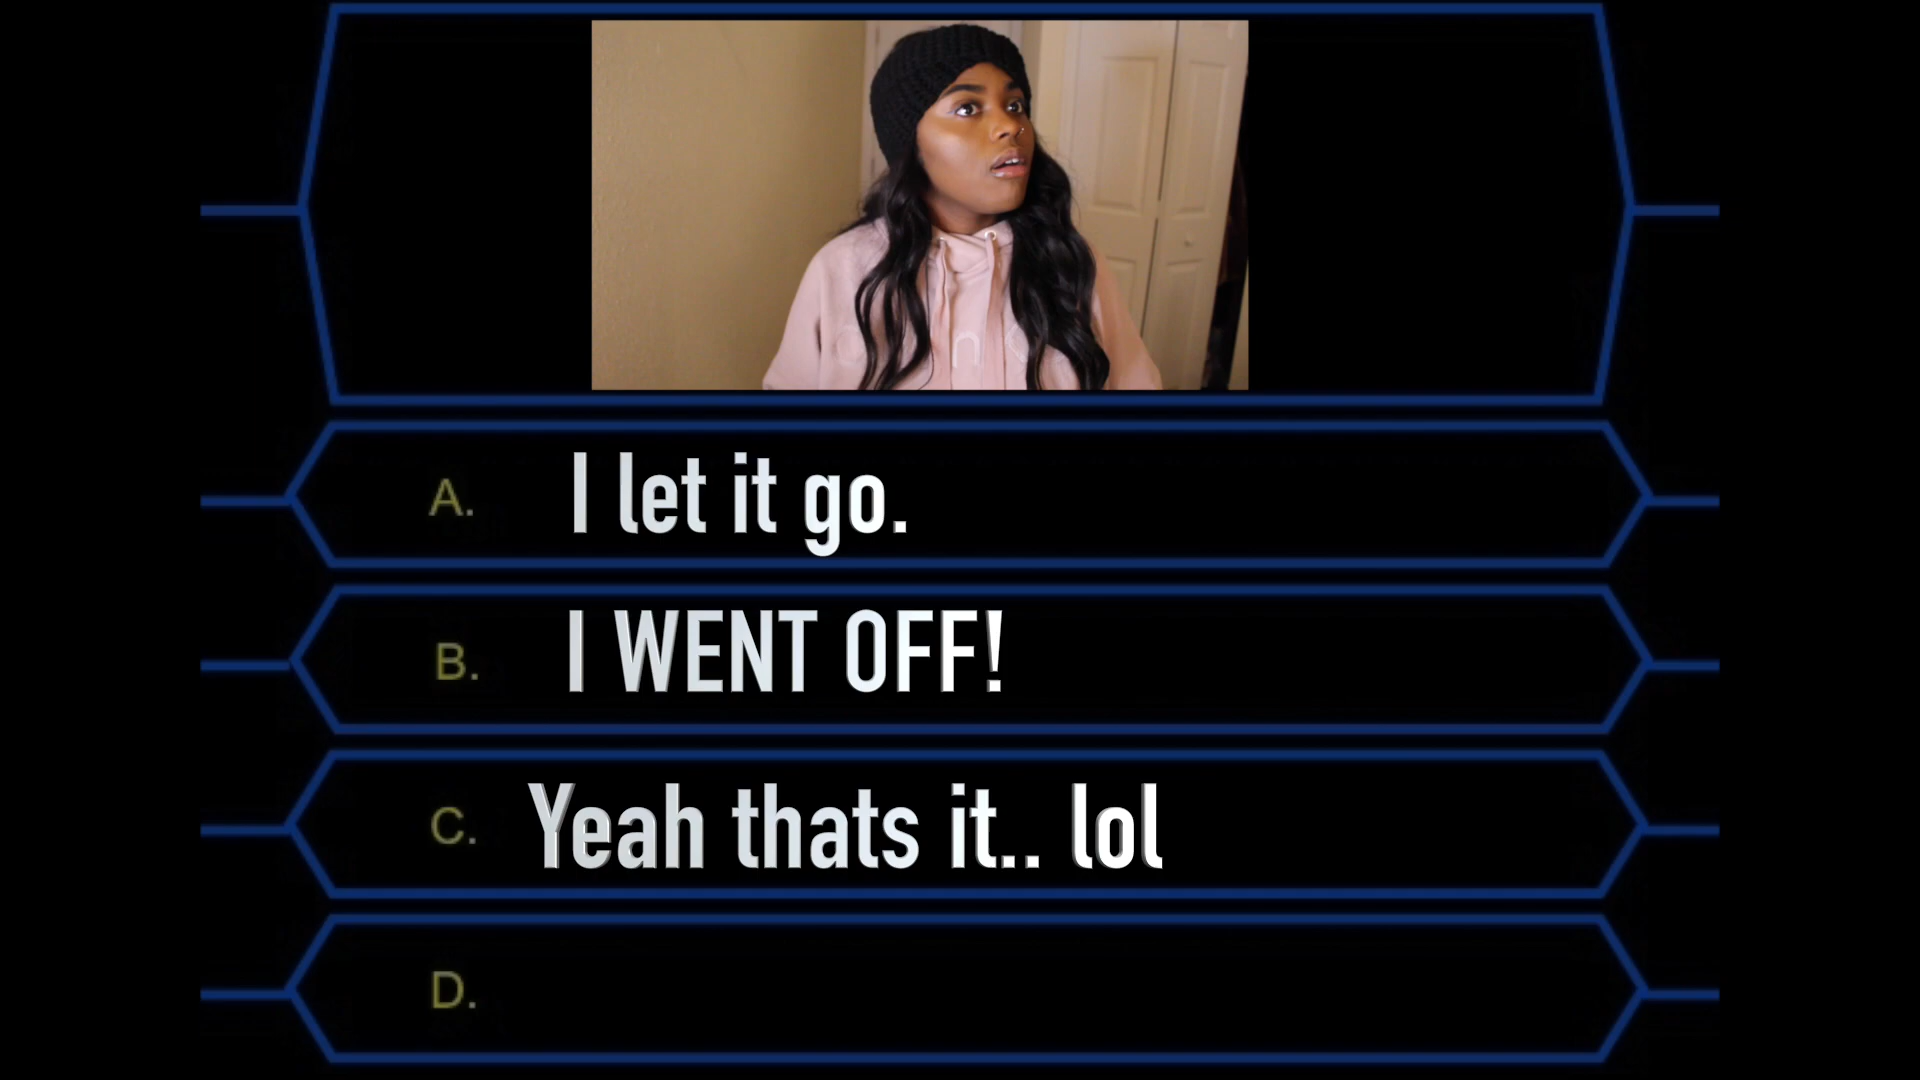 A. I let it go.
B. I WENT OFF!
C. Yeah thats it.. lol
D.